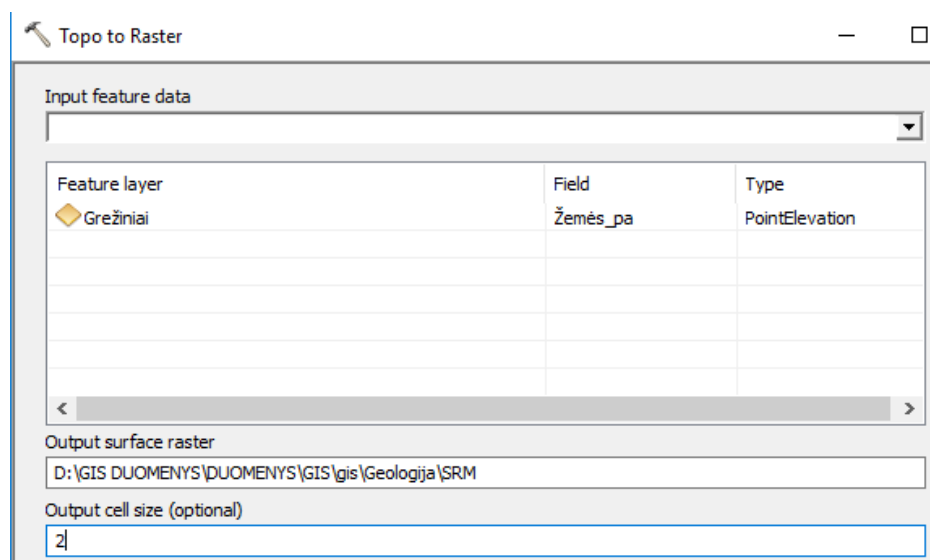 Topo to Raster
Input feature data
Feature layer Field Type
Grežiniai Žemės_pa PointElevation
Output surface raster
D:\GIS DUOMENYS\DUOMENYS\GIS\gis\Geologija\SRM
Output cell size (optional)
2